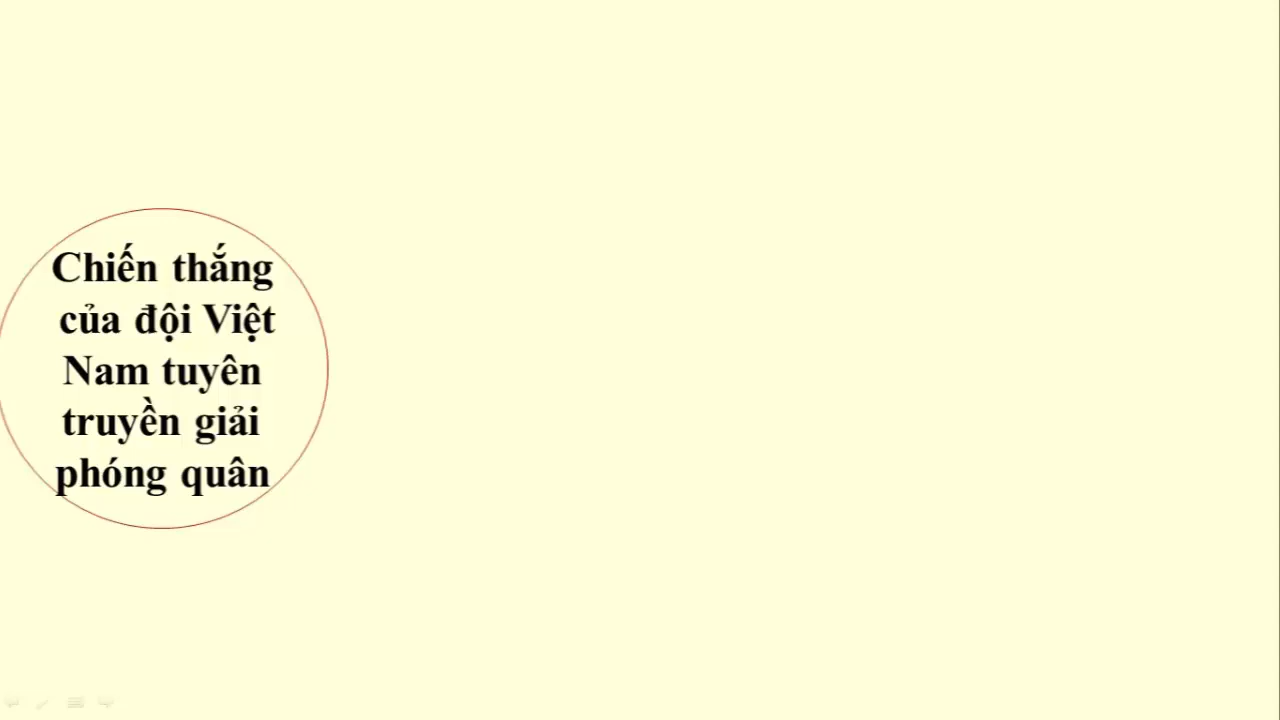 Chiến thắng
của đội Việt
Nam tuyên
truyền giải
phóng quân